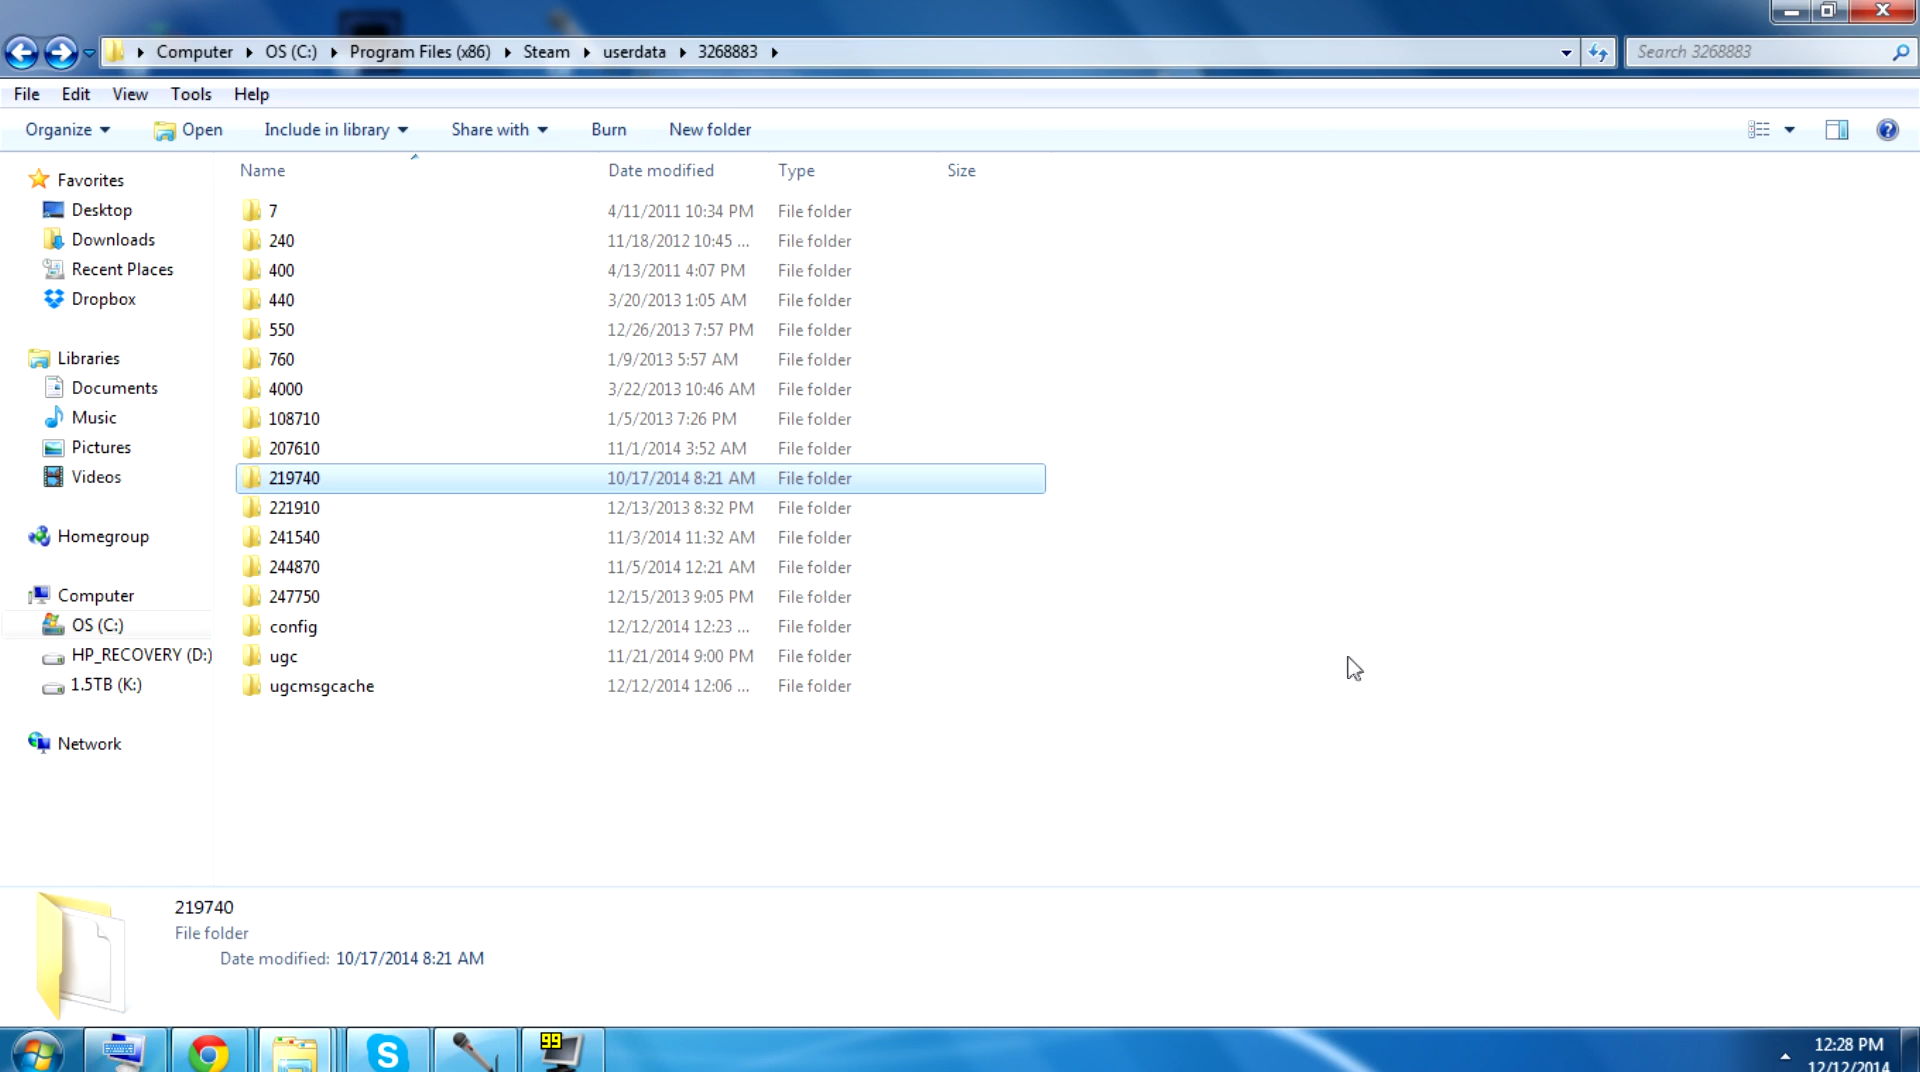 Computer OS (C:) Program Files (x86) Steam userdata 3268883
Search 3268883
File Edit View Tools Help
Organize Open Include in library Share with Burn New folder
Name Date modified Type Size
Favorites
Desktop
Downloads
Recent Places
Dropbox
Libraries
Documents
Music
Pictures
Videos
Homegroup
Computer
OS (C:)
HP_RECOVERY (D:)
1.5TB (K:)
Network
7 4/11/2011 10:34 PM File folder
240 11/18/2012 10:45 ... File folder
400 4/13/2011 4:07 PM File folder
440 3/20/2013 1:05 AM File folder
550 12/26/2013 7:57 PM File folder
760 1/9/2013 5:57 AM File folder
4000 3/22/2013 10:46 AM File folder
108710 1/5/2013 7:26 PM File folder
207610 11/1/2014 3:52 AM File folder
219740 10/17/2014 8:21 AM File folder
221910 12/13/2013 8:32 PM File folder
241540 11/3/2014 11:32 AM File folder
244870 11/5/2014 12:21 AM File folder
247750 12/15/2013 9:05 PM File folder
config 12/12/2014 12:23 ... File folder
ugc 11/21/2014 9:00 PM File folder
ugcmsgcache 12/12/2014 12:06 ... File folder
219740
File folder
Date modified: 10/17/2014 8:21 AM
99
12:28 PM
12/12/2014